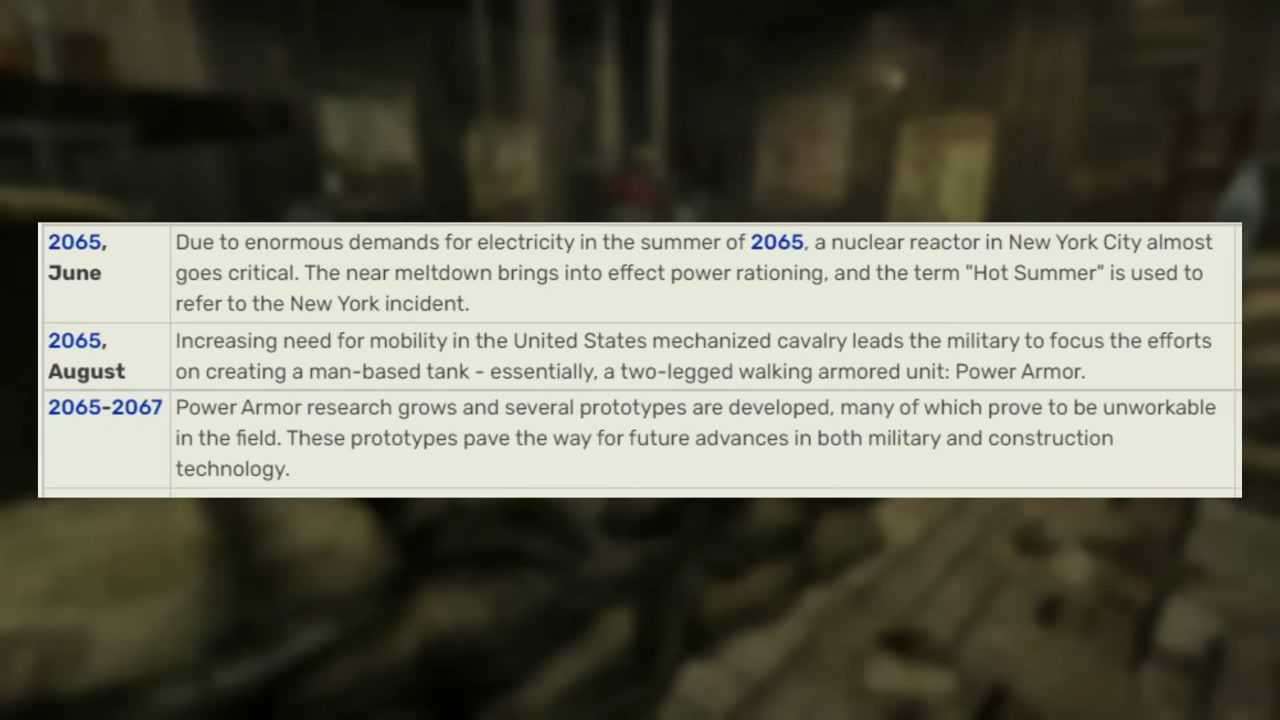 2065, Due to enormous demands for electricity in the summer of 2065, a nuclear reactor in New York City almost
June goes critical. The near meltdown brings into effect power rationing, and the term "Hot Summer" is used to
refer to the New York incident.
2065, Increasing need for mobility in the United States mechanized cavalry leads the military to focus the efforts
August on creating a man-based tank - essentially, a two-legged walking armored unit: Power Armor.
2065-2067 Power Armor research grows and several prototypes are developed, many of which prove to be unworkable
in the field. These prototypes pave the way for future advances in both military and construction
technology.